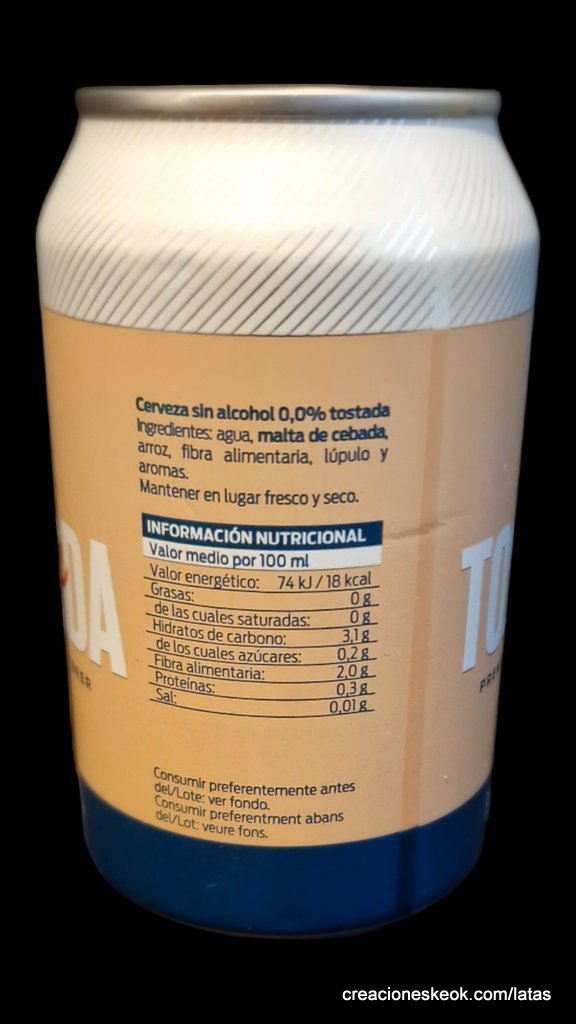 Cerveza sin alcohol 0,0% tostada
Ingredientes: agua, malta de cebada,
arroz, fibra alimentaria, lúpulo y
aromas.
Mantener en lugar fresco y seco.
INFORMACIÓN NUTRICIONAL
Valor medio por 100 ml
Valor energético: 74 kJ / 18 kcal
Grasas: 0 g
de las cuales saturadas: 0 g
Hidratos de carbono: 3,1 g
de los cuales azúcares: 0,2 g
Fibra alimentaria: 2,0 g
Proteínas: 0,3 g
Sal: 0,01 g
DA
BEER
TO
PRE
Consumir preferentemente antes
del/Lote: ver fondo.
Consumir preferentment abans
del/Lot: veure fons.
creacioneskeok.com/latas